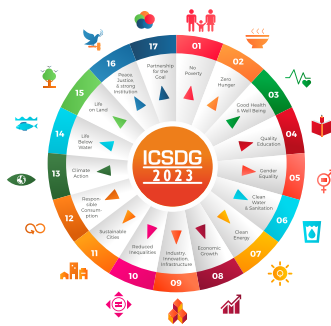 17
01
02
03
04
05
06
07
08
09
10
11
12
13
14
15
16
Partnership
for the
Goal
No
Poverty
Zero
Hunger
Good Health
& Well Being
Quality
Education
Gender
Equality
Clean
Water
& Sanitation
Clean
Energy
Economic
Growth
Industry,
Innovation,
Infrastructure
Reduced
Inequalities
Sustainable
Cities
Respon-
sible
Consum-
ption
Climate
Action
Life
Below
Water
Life
on Land
Peace,
Justice,
& strong
Institution
ICSDG
2023